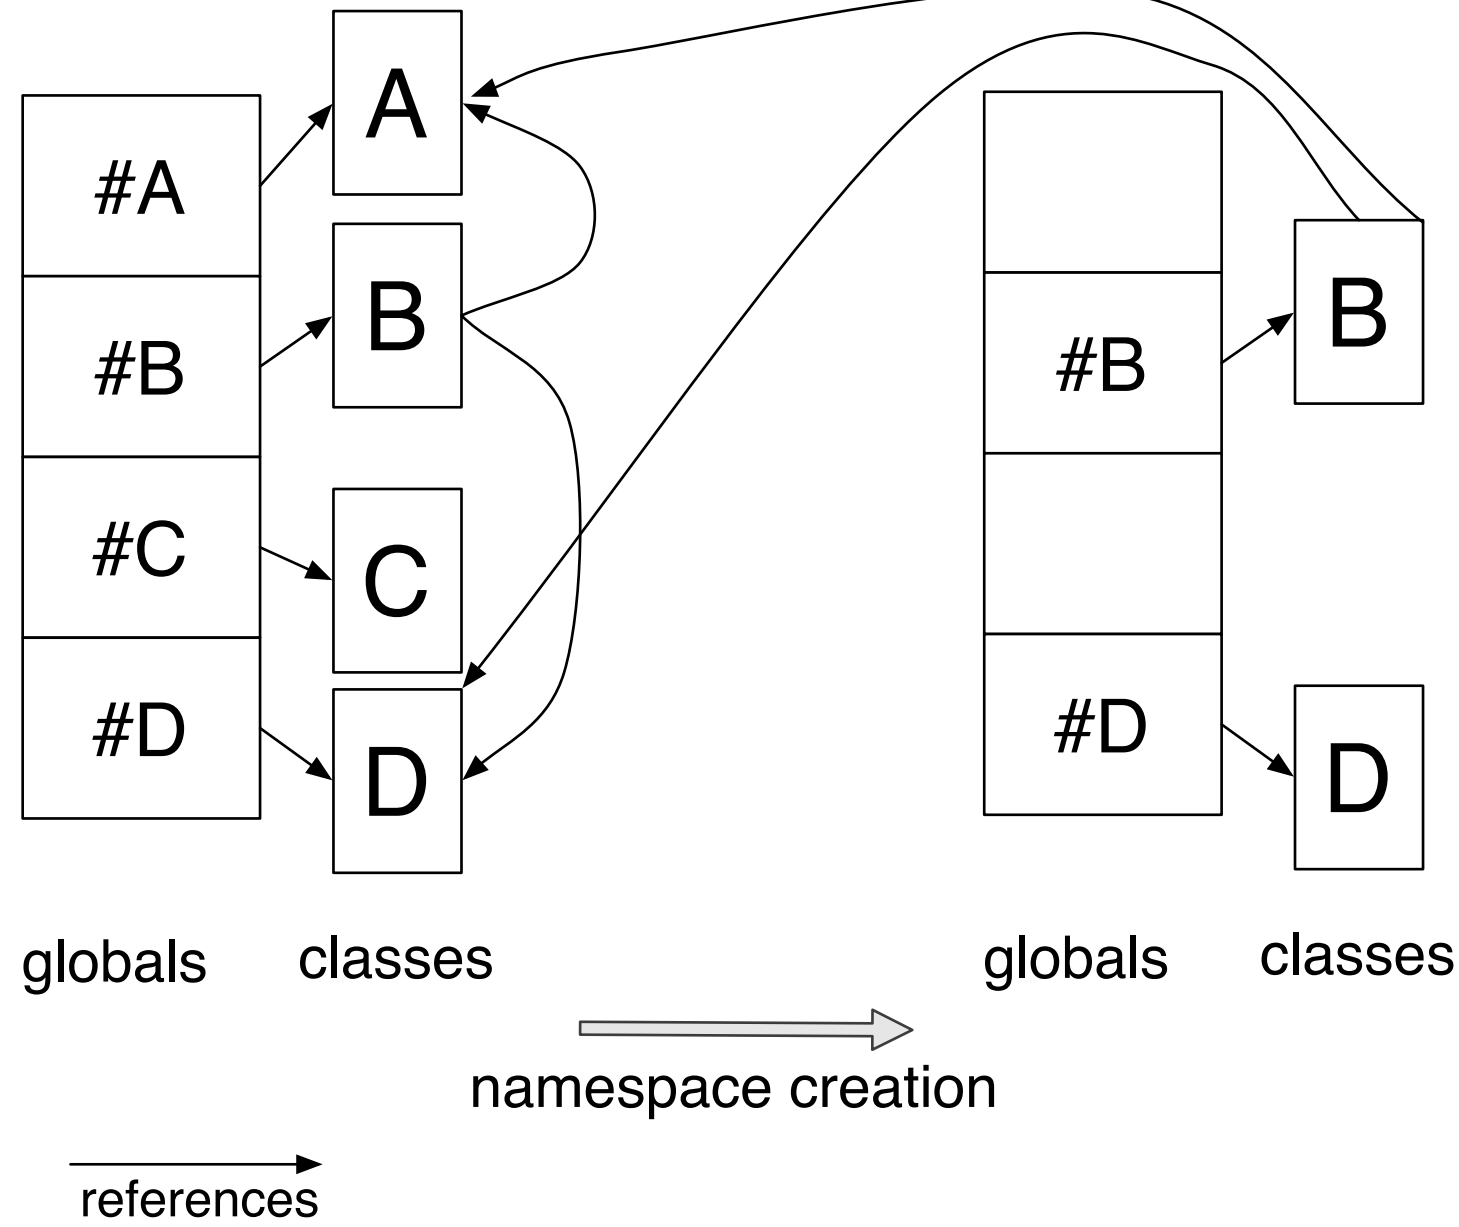 #A
#B
#C
#D
A
B
C
D
#B
#D
B
D
globals
classes
globals
classes
namespace creation
references